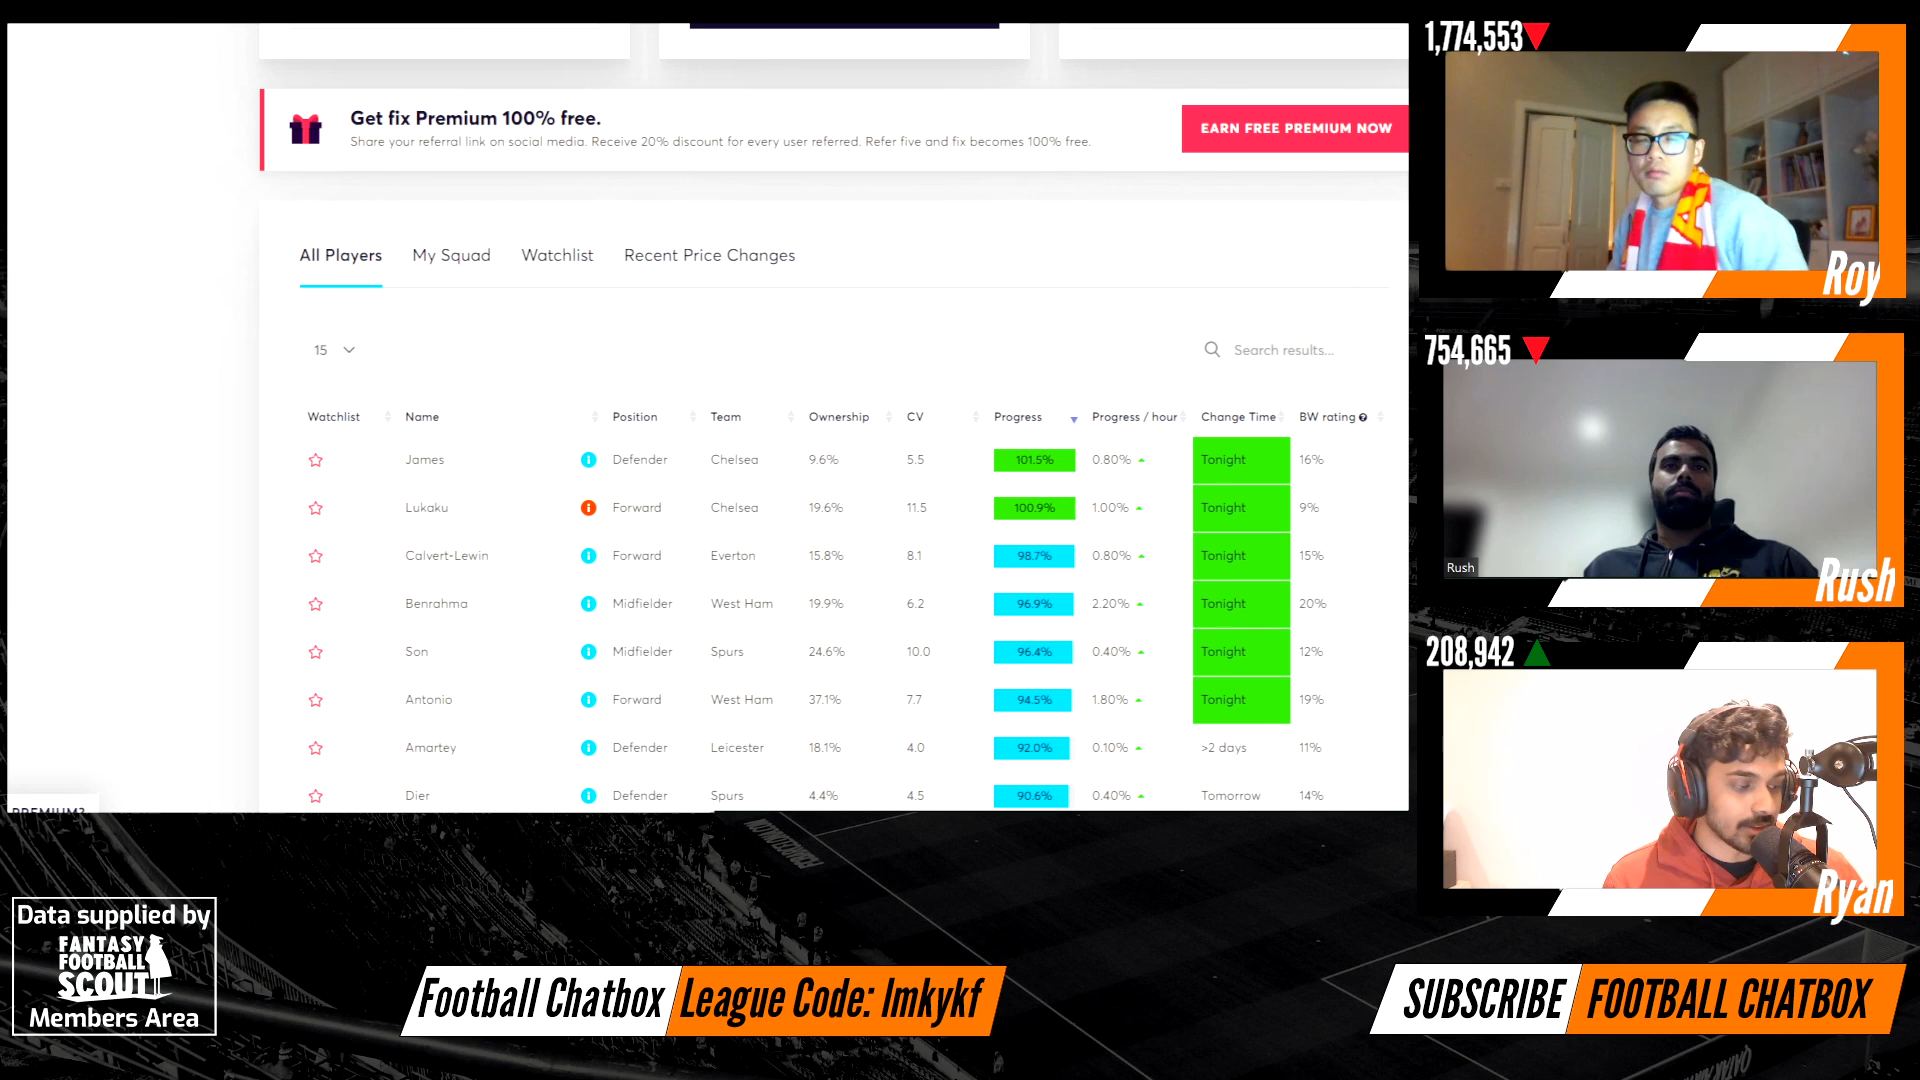 Get fix Premium 100% free.
Share your referral link on social media. Receive 20% discount for every user referred. Refer five and fix becomes 100% free.
EARN FREE PREMIUM NOW
All Players My Squad Watchlist Recent Price Changes
15
Search results...
Watchlist Name Position Team Ownership CV Progress Progress / hour Change Time BW rating
James Defender Chelsea 9.6% 5.5 101.5% 0.80% Tonight 16%
Lukaku Forward Chelsea 19.6% 11.5 100.9% 1.00% Tonight 9%
Calvert-Lewin Forward Everton 15.8% 8.1 98.7% 0.80% Tonight 15%
Benrahma Midfielder West Ham 19.9% 6.2 96.9% 2.20% Tonight 20%
Son Midfielder Spurs 24.6% 10.0 96.4% 0.40% Tonight 12%
Antonio Forward West Ham 37.1% 7.7 94.5% 1.80% Tonight 19%
Amartey Defender Leicester 18.1% 4.0 92.0% 0.10% >2 days 11%
Dier Defender Spurs 4.4% 4.5 90.6% 0.40% Tomorrow 14%
PREMIUM?
1,774,553
Roy
754,665
Rush
Rush
208,942
Ryan
Data supplied by
FANTASY
FOOTBALL
SCOUT
Members Area
Football Chatbox League Code: lmkykf
SUBSCRIBE FOOTBALL CHATBOX